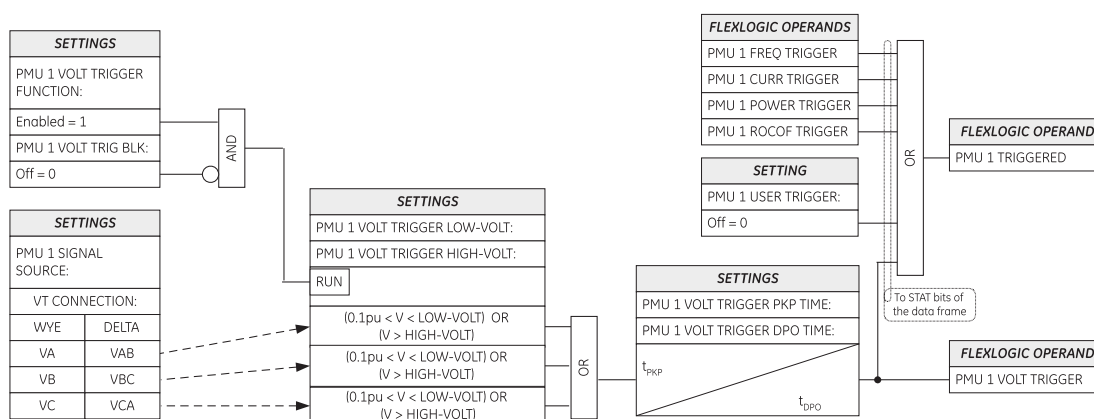 SETTINGS
PMU 1 VOLT TRIGGER
FUNCTION:
Enabled = 1
PMU 1 VOLT TRIG BLK:
Off = 0
AND
SETTINGS
PMU 1 SIGNAL
SOURCE:
VT CONNECTION:
WYE DELTA
VA VAB
VB VBC
VC VCA
SETTINGS
PMU 1 VOLT TRIGGER LOW-VOLT:
PMU 1 VOLT TRIGGER HIGH-VOLT:
RUN
(0.1pu < V < LOW-VOLT) OR
(V > HIGH-VOLT)
(0.1pu < V < LOW-VOLT) OR
(V > HIGH-VOLT)
(0.1pu < V < LOW-VOLT) OR
(V > HIGH-VOLT)
OR
SETTINGS
PMU 1 VOLT TRIGGER PKP TIME:
PMU 1 VOLT TRIGGER DPO TIME:
tPKP
tDPO
FLEXLOGIC OPERANDS
PMU 1 FREQ TRIGGER
PMU 1 CURR TRIGGER
PMU 1 POWER TRIGGER
PMU 1 ROCOF TRIGGER
SETTING
PMU 1 USER TRIGGER:
Off = 0
OR
To STAT bits of
the data frame
FLEXLOGIC OPERAND
PMU 1 TRIGGERED
FLEXLOGIC OPERAND
PMU 1 VOLT TRIGGER